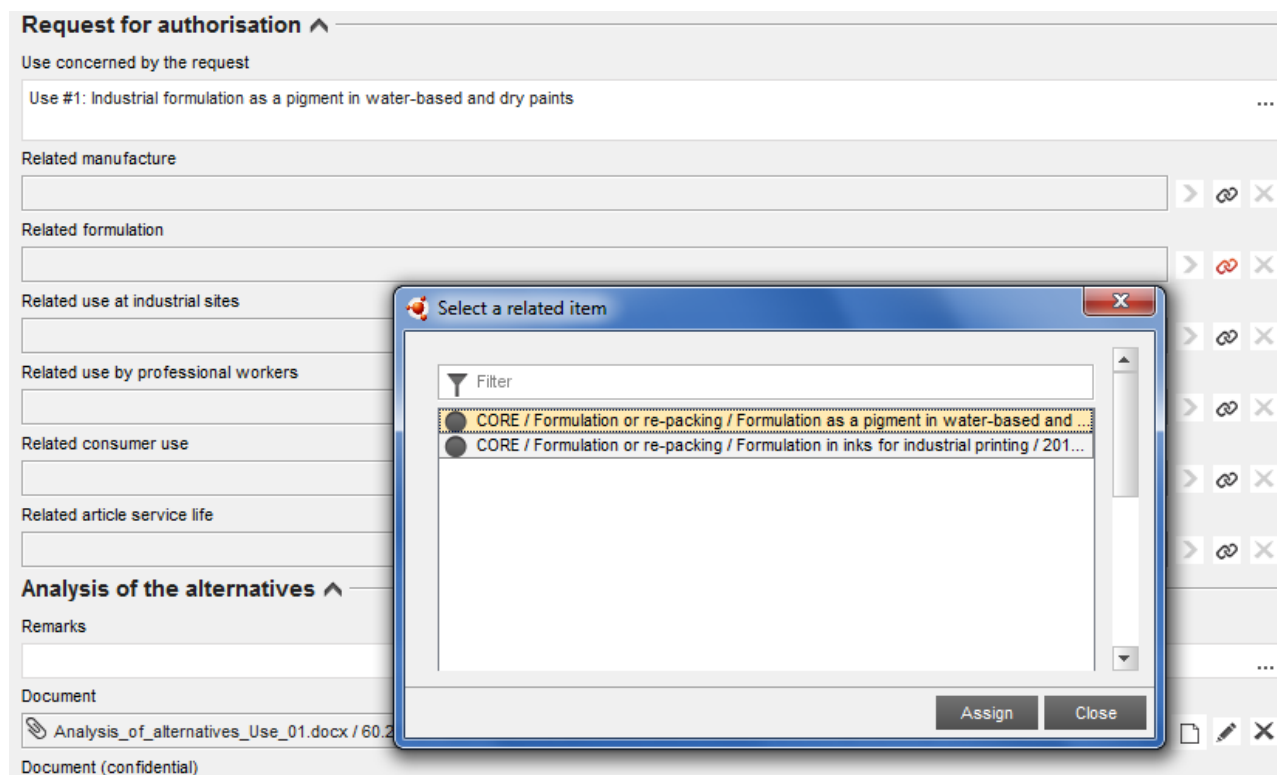 Request for authorisation
Use concerned by the request
Use #1: Industrial formulation as a pigment in water-based and dry paints
...
Related manufacture
Related formulation
Related use at industrial sites
Select a related item
Filter
Related use by professional workers
CORE / Formulation or re-packing / Formulation as a pigment in water-based and ...
Related consumer use
CORE / Formulation or re-packing / Formulation in inks for industrial printing / 201...
Related article service life
Analysis of the alternatives
Remarks
...
Document
Assign
Close
Analysis_of_alternatives_Use_01.docx / 60.2
Document (confidential)